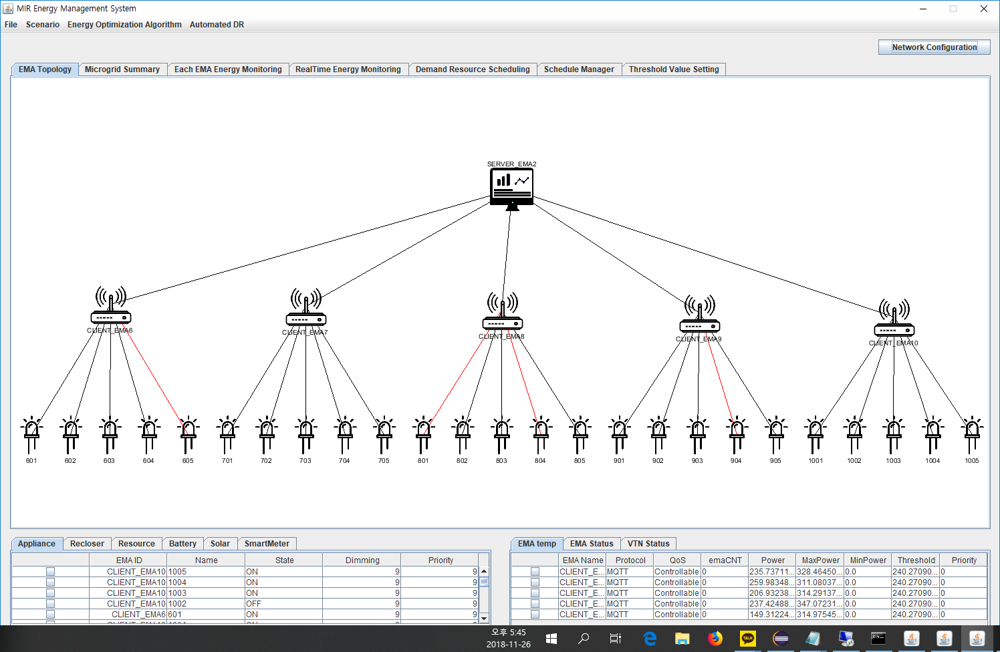 MIR Energy Management System
File Scenario Energy Optimization Algorithm Automated DR
Network Configuration
EMA Topology Microgrid Summary Each EMA Energy Monitoring RealTime Energy Monitoring Demand Resource Scheduling Schedule Manager Threshold Value Setting
SERVER_EMA2
CLIENT_EMA6 CLIENT_EMA7 CLIENT_EMA8 CLIENT_EMA9 CLIENT_EMA10
601 602 603 604 605 701 702 703 704 705 801 802 803 804 805 901 902 903 904 905 1001 1002 1003 1004 1005
Appliance Recloser Resource Battery Solar SmartMeter
EMA ID Name State Dimming Priority
CLIENT_EMA10 1005 ON 9 9
CLIENT_EMA10 1004 ON 9 9
CLIENT_EMA10 1003 ON 9 9
CLIENT_EMA10 1002 OFF 9 9
CLIENT_EMA6 601 ON 9 9
EMA temp EMA Status VTN Status
EMA Name Protocol QoS emaCNT Power MaxPower MinPower Threshold Priority
CLIENT_E... MQTT Controllable 0 235.73711... 328.46450... 0.0 240.27090... 0
CLIENT_E... MQTT Controllable 0 259.98348... 311.08037... 0.0 240.27090... 0
CLIENT_E... MQTT Controllable 0 206.93238... 314.29137... 0.0 240.27090... 0
CLIENT_E... MQTT Controllable 0 237.42488... 347.07231... 0.0 240.27090... 0
CLIENT_E... MQTT Controllable 0 149.31224... 314.97545... 0.0 240.27090... 0
오후 5:45
2018-11-26
TALK